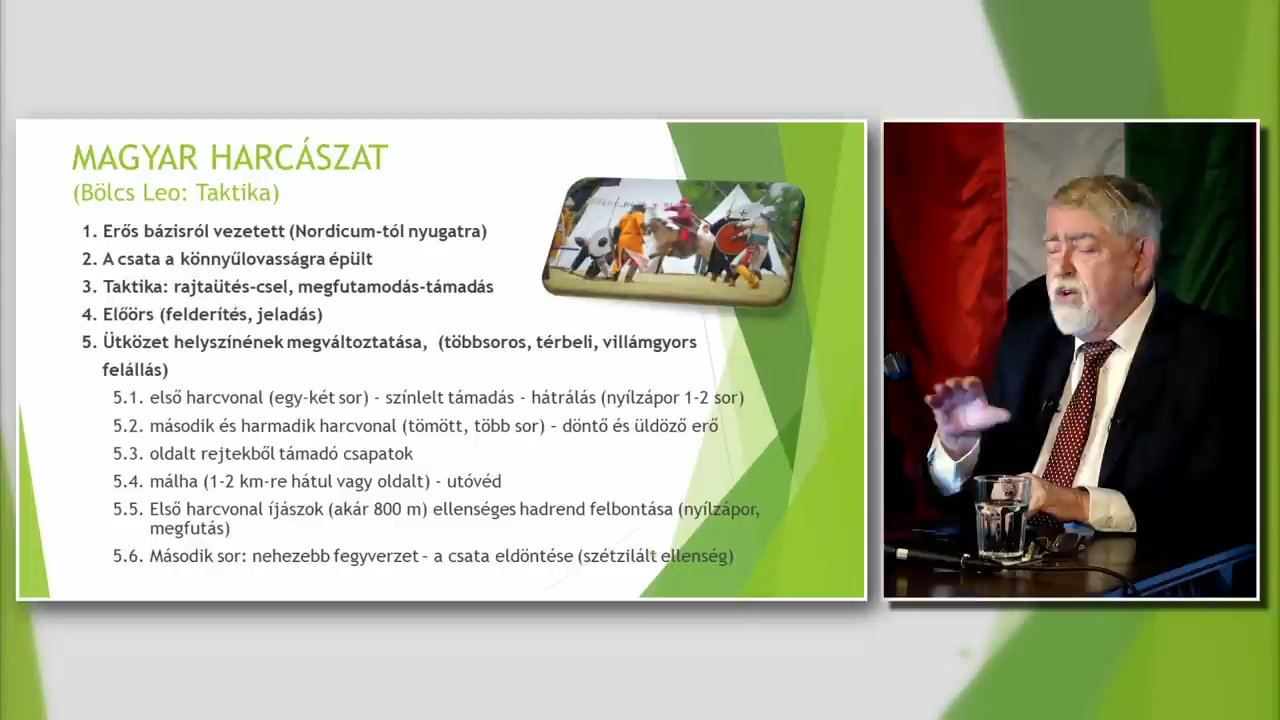 MAGYAR HARCÁSZAT
(Bölcs Leo: Taktika)
1. Erős bázisról vezetett (Nordicum-tól nyugatra)
2. A csata a könnyűlovasságra épült
3. Taktika: rajtaütés-csel, megfutamodás-támadás
4. Előörs (felderítés, jeladás)
5. Ütközet helyszínének megváltoztatása, (többsoros, térbeli, villámgyors
felállás)
5.1. első harcvonal (egy-két sor) - színlelt támadás - hátrálás (nyílzápor 1-2 sor)
5.2. második és harmadik harcvonal (tömött, több sor) – döntő és üldöző erő
5.3. oldalt rejtekből támadó csapatok
5.4. málha (1-2 km-re hátul vagy oldalt) - utóvéd
5.5. Első harcvonal íjászok (akár 800 m) ellenséges hadrend felbontása (nyílzápor,
megfutás)
5.6. Második sor: nehezebb fegyverzet – a csata eldöntése (szétzilált ellenség)